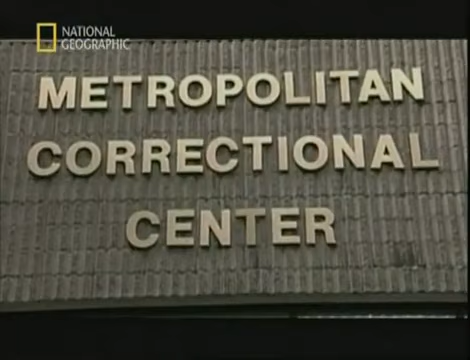 NATIONAL
GEOGRAPHIC
METROPOLITAN
CORRECTIONAL
CENTER